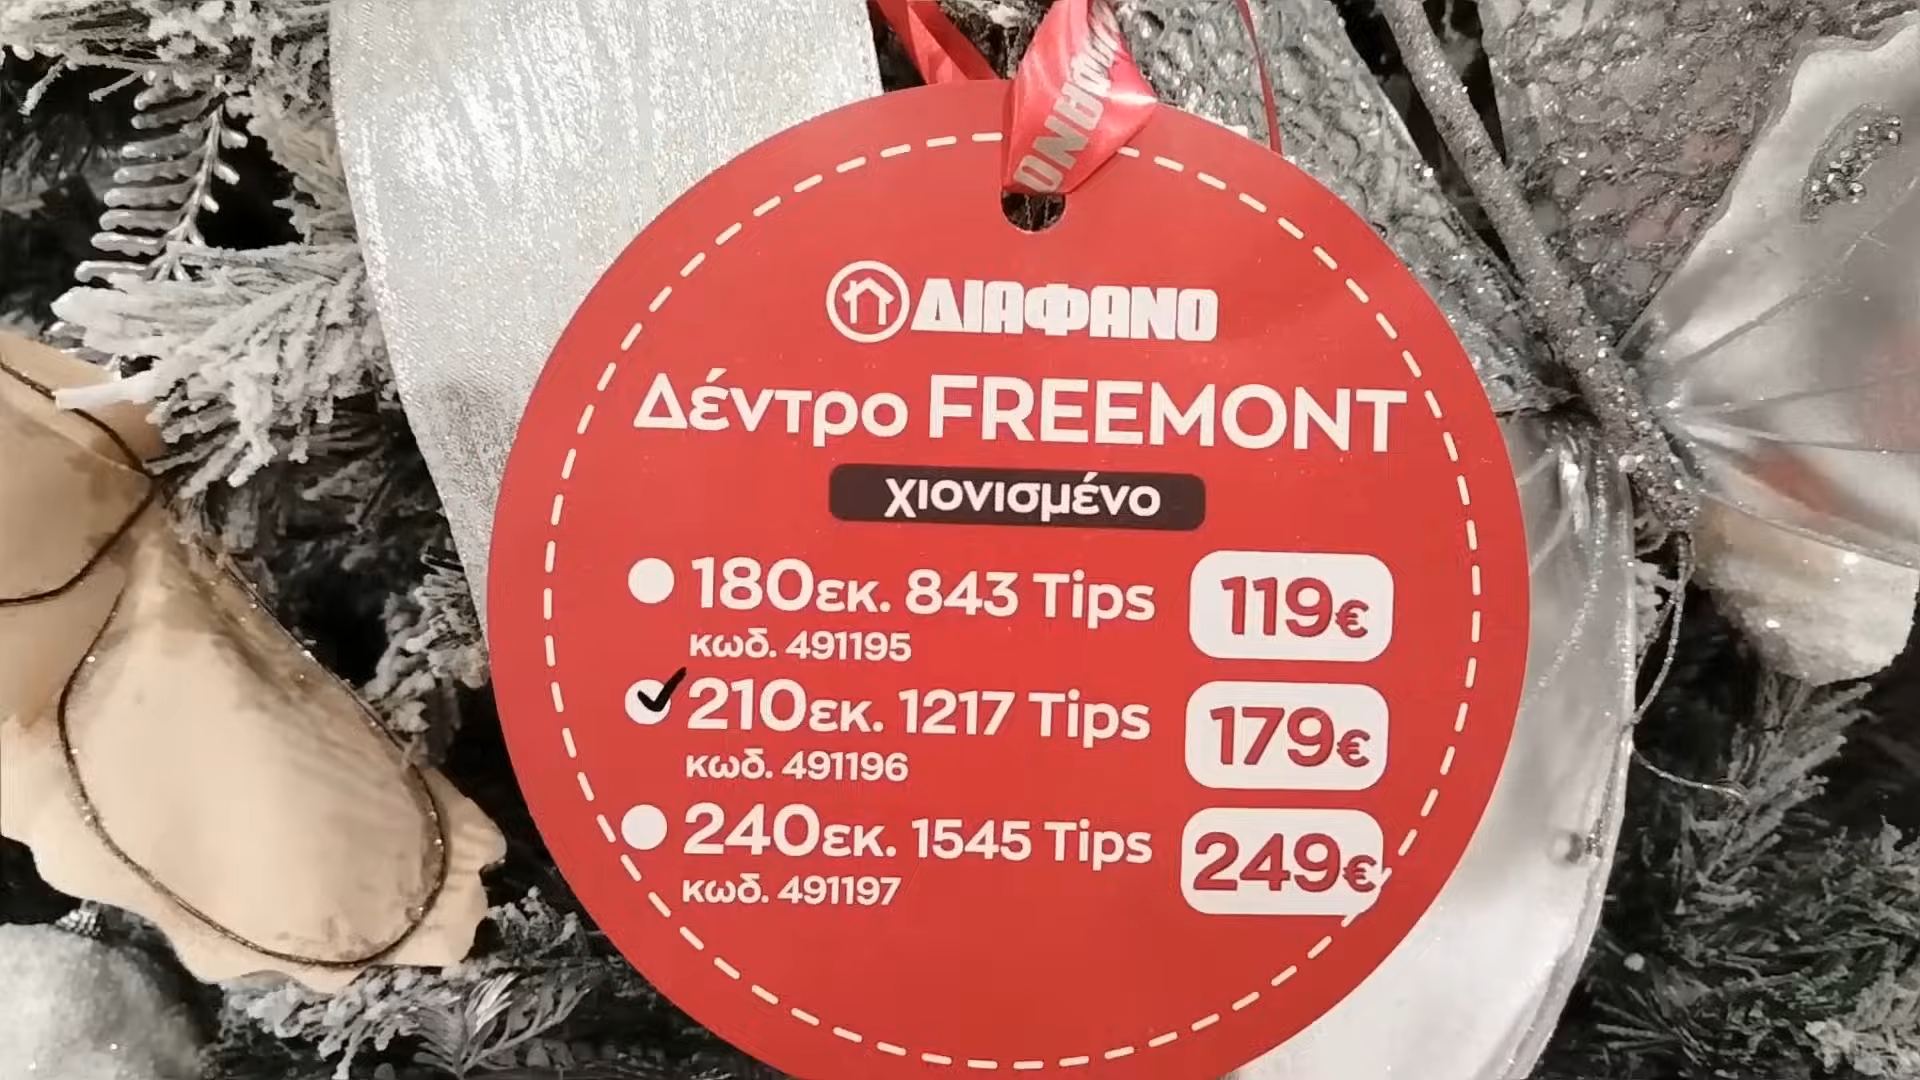 ΔΙΑΦΑΝΟ
ΔΙΑΦΑΝΟ
Δέντρο FREEMONT
χιονισμένο
180εκ. 843 Tips 119€
κωδ. 491195
210εκ. 1217 Tips 179€
κωδ. 491196
240εκ. 1545 Tips 249€
κωδ. 491197